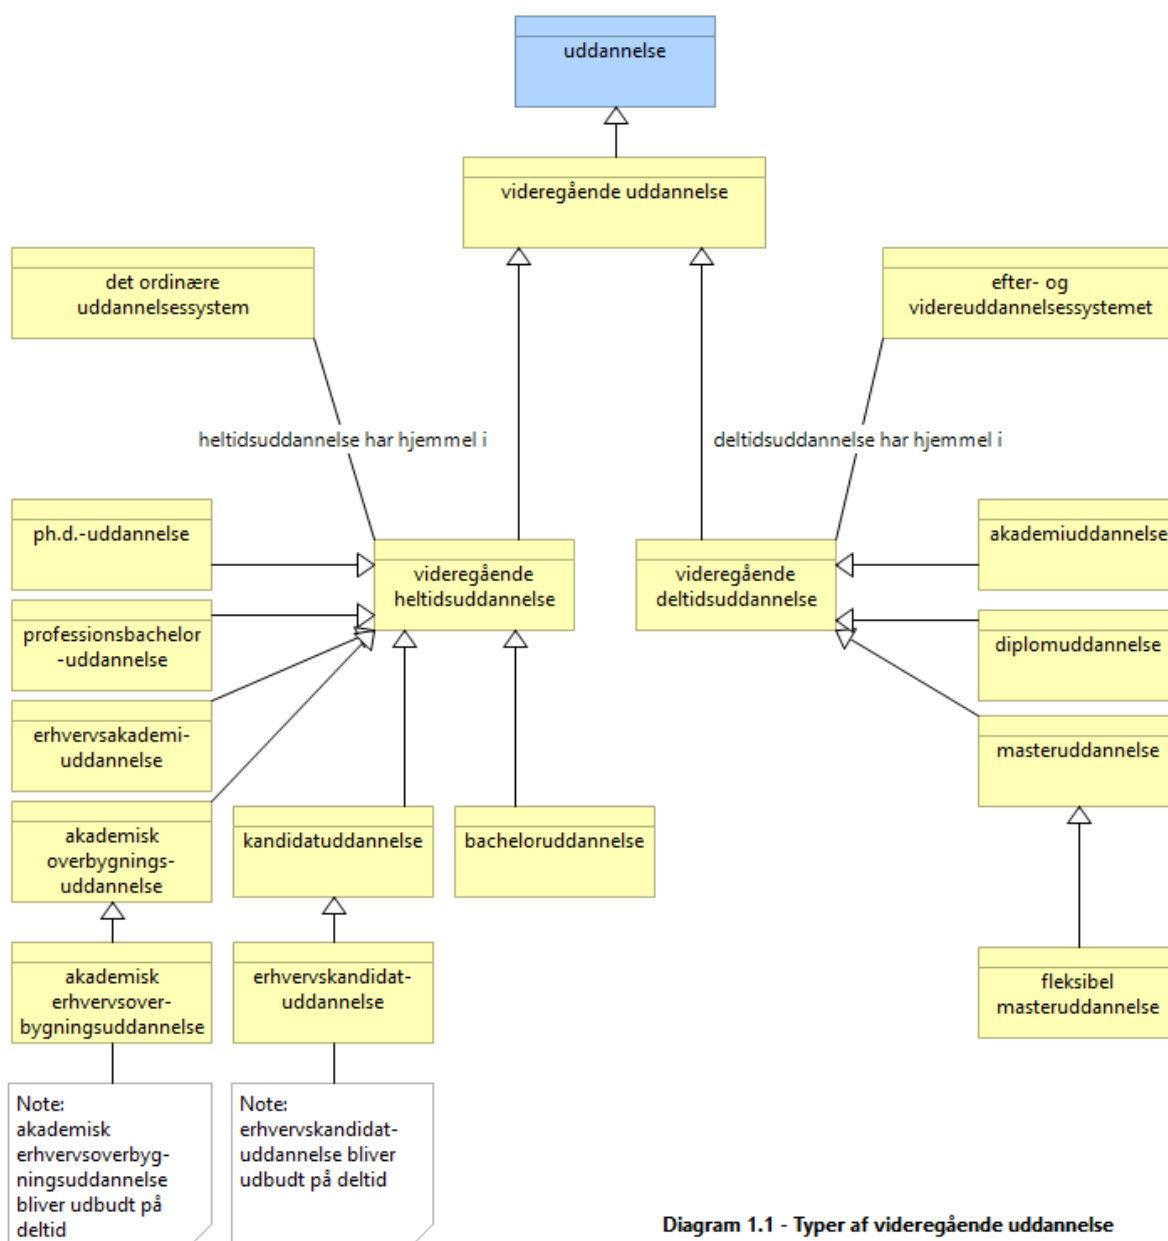 uddannelse
videregående uddannelse
det ordinære
uddannelsessystem
efter- og
videreuddannelsessystemet
heltidsuddannelse har hjemmel i
deltidsuddannelse har hjemmel i
ph.d.-uddannelse
videregående
heltidsuddannelse
videregående
deltidsuddannelse
akademiuddannelse
professionsbachelor
-uddannelse
diplomuddannelse
erhvervsakademi-
uddannelse
masteruddannelse
akademisk
overbygnings-
uddannelse
kandidatuddannelse
bacheloruddannelse
akademisk
erhvervsover-
bygningsuddannelse
erhvervskandidat-
uddannelse
fleksibel
masteruddannelse
Note:
akademisk
erhvervsoverbyg-
ningsuddannelse
bliver udbudt på
deltid
Note:
erhvervskandidat-
uddannelse bliver
udbudt på deltid
Diagram 1.1 - Typer af videregående uddannelse